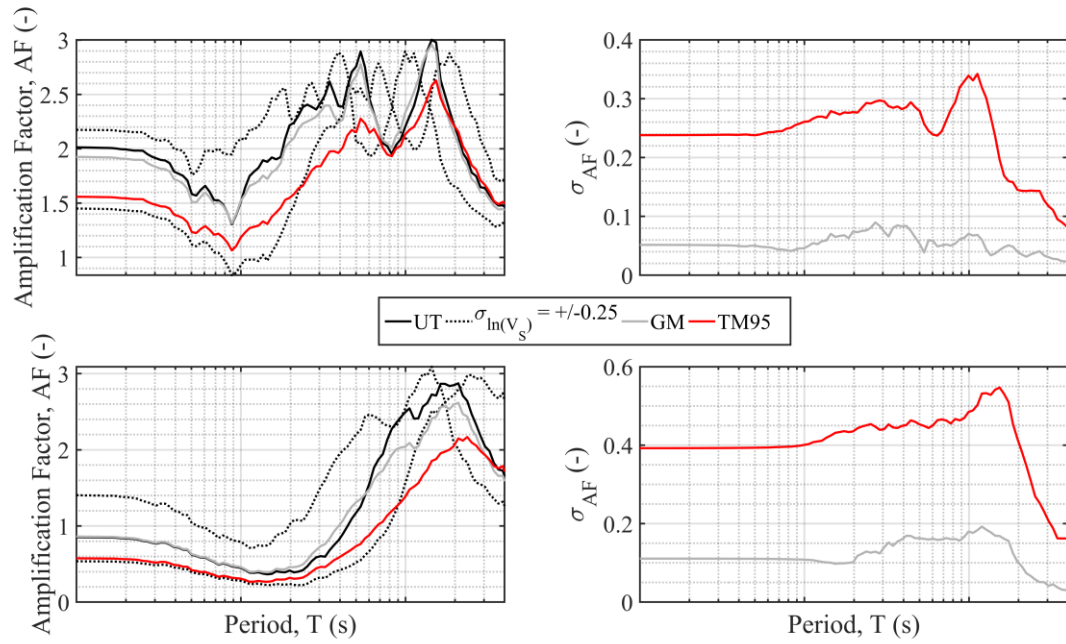 Amplification Factor, AF (-)
3
2.5
2
1.5
1
σAF (-)
0.4
0.3
0.2
0.1
0
UT σln(VS) = +/-0.25 GM TM95
Amplification Factor, AF (-)
3
2
1
0
Period, T (s)
σAF (-)
0.6
0.4
0.2
0
Period, T (s)